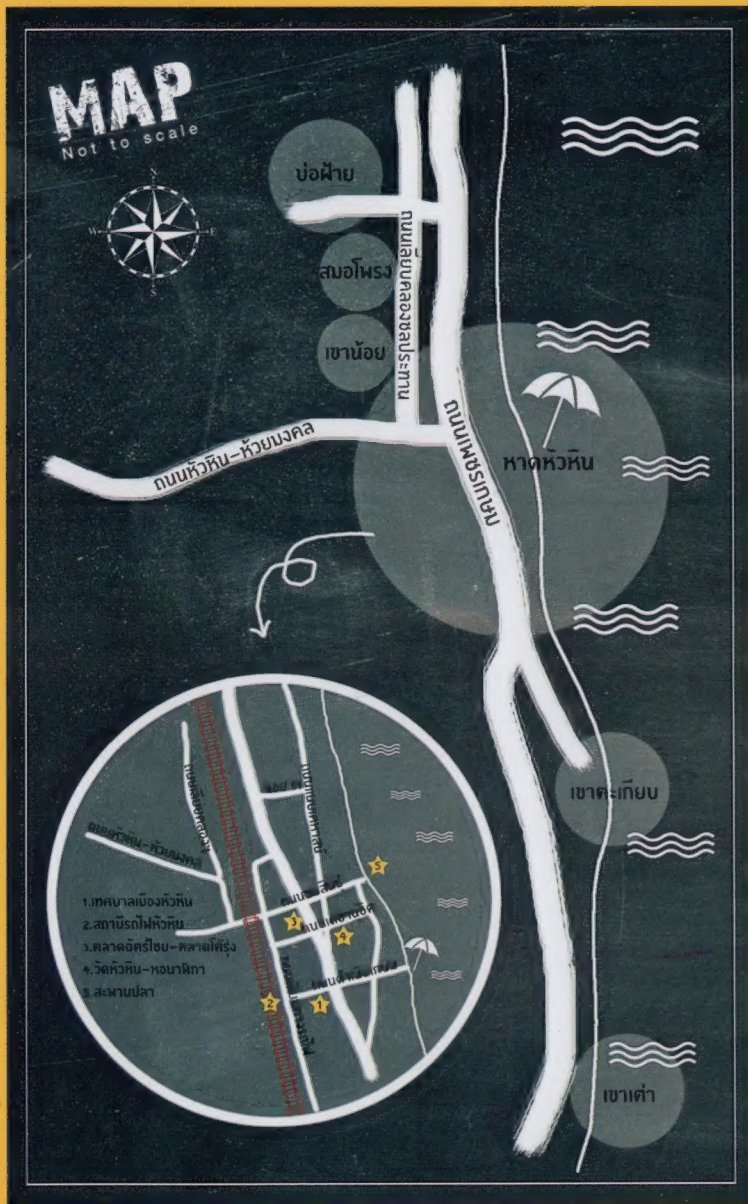 MAP
Not to scale
N
W
E
S
บ่อฝ้าย
สมอโพรง
เขาน้อย
ถนนเลียบคลองชลประทาน
ถนนหัวหิน-ห้วยมงคล
ถนนเพชรเกษม
หาดหัวหิน
เขาตะเกียบ
เขาเต่า
ถนนหัวหิน-ห้วยมงคล
1.เทศบาลเมืองหัวหิน
2.สถานีรถไฟหัวหิน
3.ตลาดฉัตรไชย-ตลาดโต้รุ่ง
4.วัดหัวหิน-หอนาฬิกา
5.สะพานปลา
ถนนเดชานุชิต
5
3
4
2
1